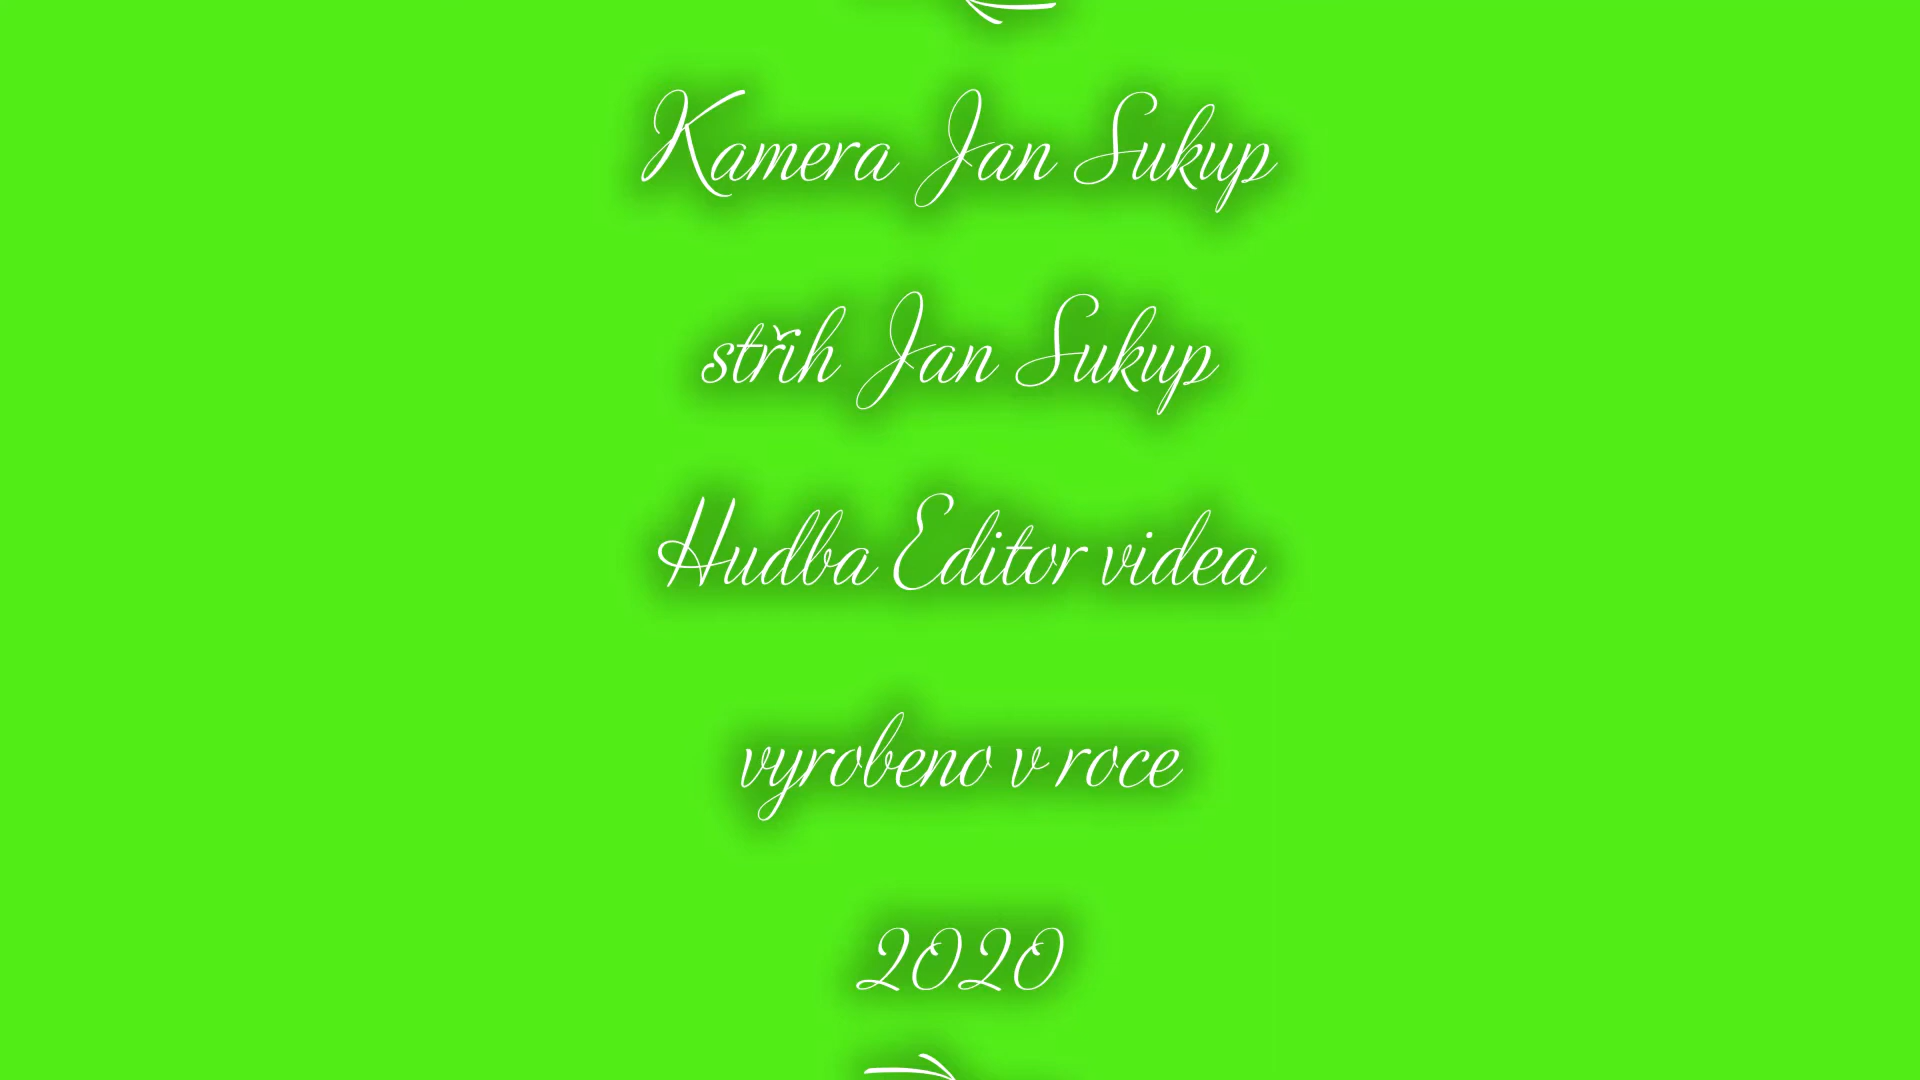 Kamera Jan Sukup
střih Jan Sukup
Hudba Editor videa
vyrobeno v roce
2020